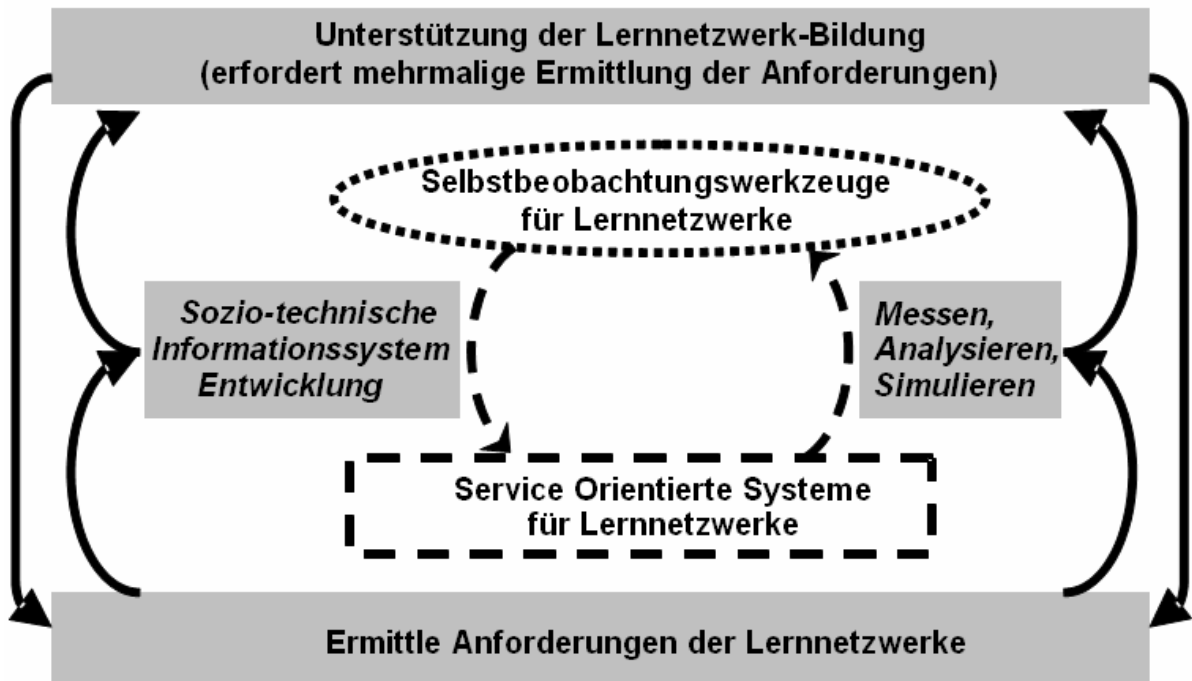 Unterstützung der Lernnetzwerk-Bildung
(erfordert mehrmalige Ermittlung der Anforderungen)
Selbstbeobachtungswerkzeuge
für Lernnetzwerke
Sozio-technische
Informationssystem
Entwicklung
Messen,
Analysieren,
Simulieren
Service Orientierte Systeme
für Lernnetzwerke
Ermittle Anforderungen der Lernnetzwerke